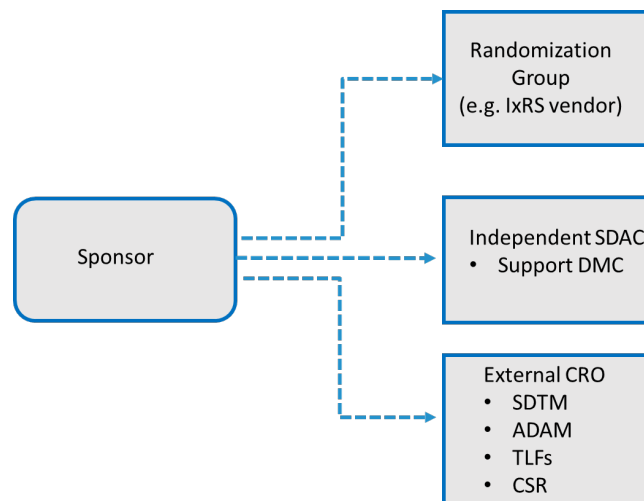 Randomization
Group
(e.g. IxRS vendor)
Sponsor
Independent SDAC
• Support DMC
External CRO
• SDTM
• ADAM
• TLFs
• CSR